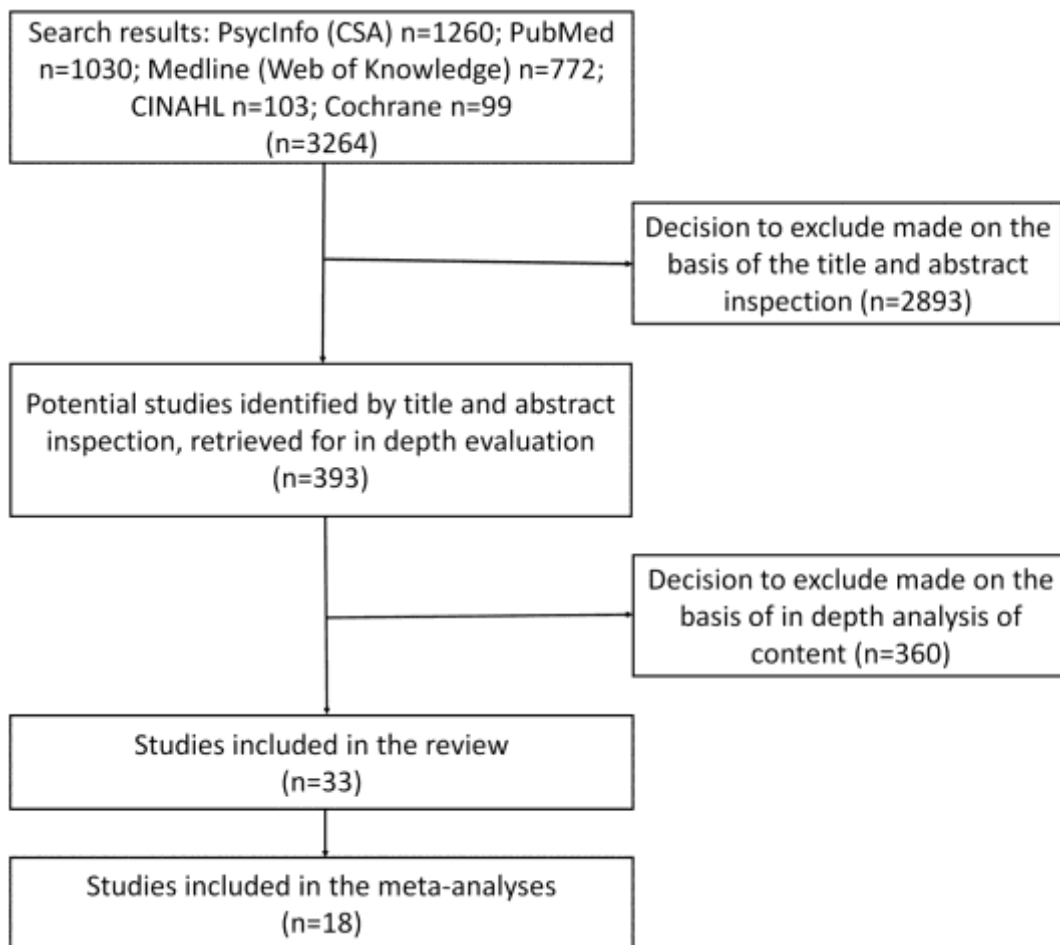 Search results: PsycInfo (CSA) n=1260; PubMed
n=1030; Medline (Web of Knowledge) n=772;
CINAHL n=103; Cochrane n=99
(n=3264)
Decision to exclude made on the
basis of the title and abstract
inspection (n=2893)
Potential studies identified by title and abstract
inspection, retrieved for in depth evaluation
(n=393)
Decision to exclude made on the
basis of in depth analysis of
content (n=360)
Studies included in the review
(n=33)
Studies included in the meta-analyses
(n=18)